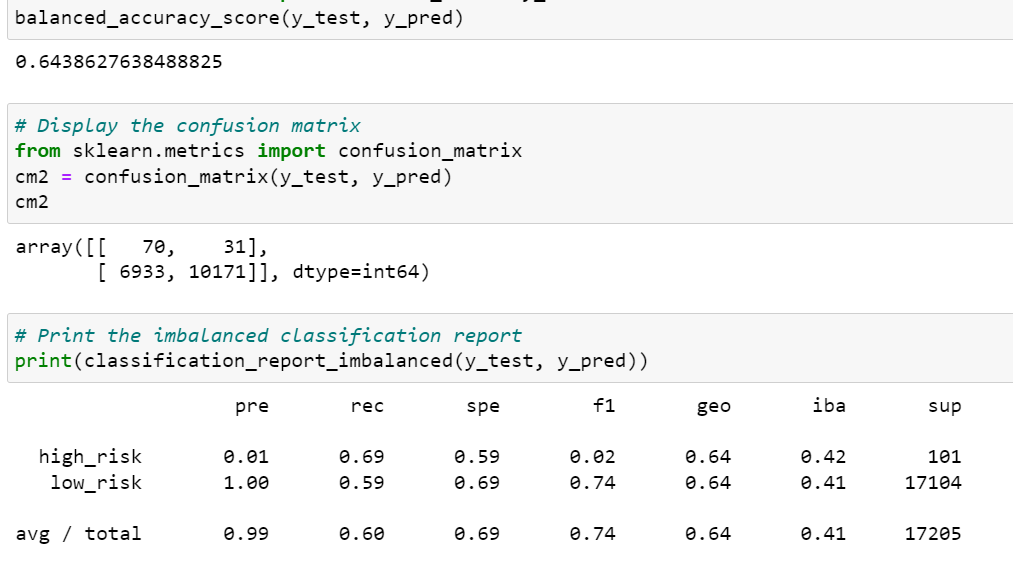 balanced_accuracy_score(y_test, y_pred)
0.6438627638488825
# Display the confusion matrix
from sklearn.metrics import confusion_matrix
cm2 = confusion_matrix(y_test, y_pred)
cm2
array([[   70,    31],
       [ 6933, 10171]], dtype=int64)
# Print the imbalanced classification report
print(classification_report_imbalanced(y_test, y_pred))
pre rec spe f1 geo iba sup
high_risk 0.01 0.69 0.59 0.02 0.64 0.42 101
low_risk 1.00 0.59 0.69 0.74 0.64 0.41 17104
avg / total 0.99 0.60 0.69 0.74 0.64 0.41 17205